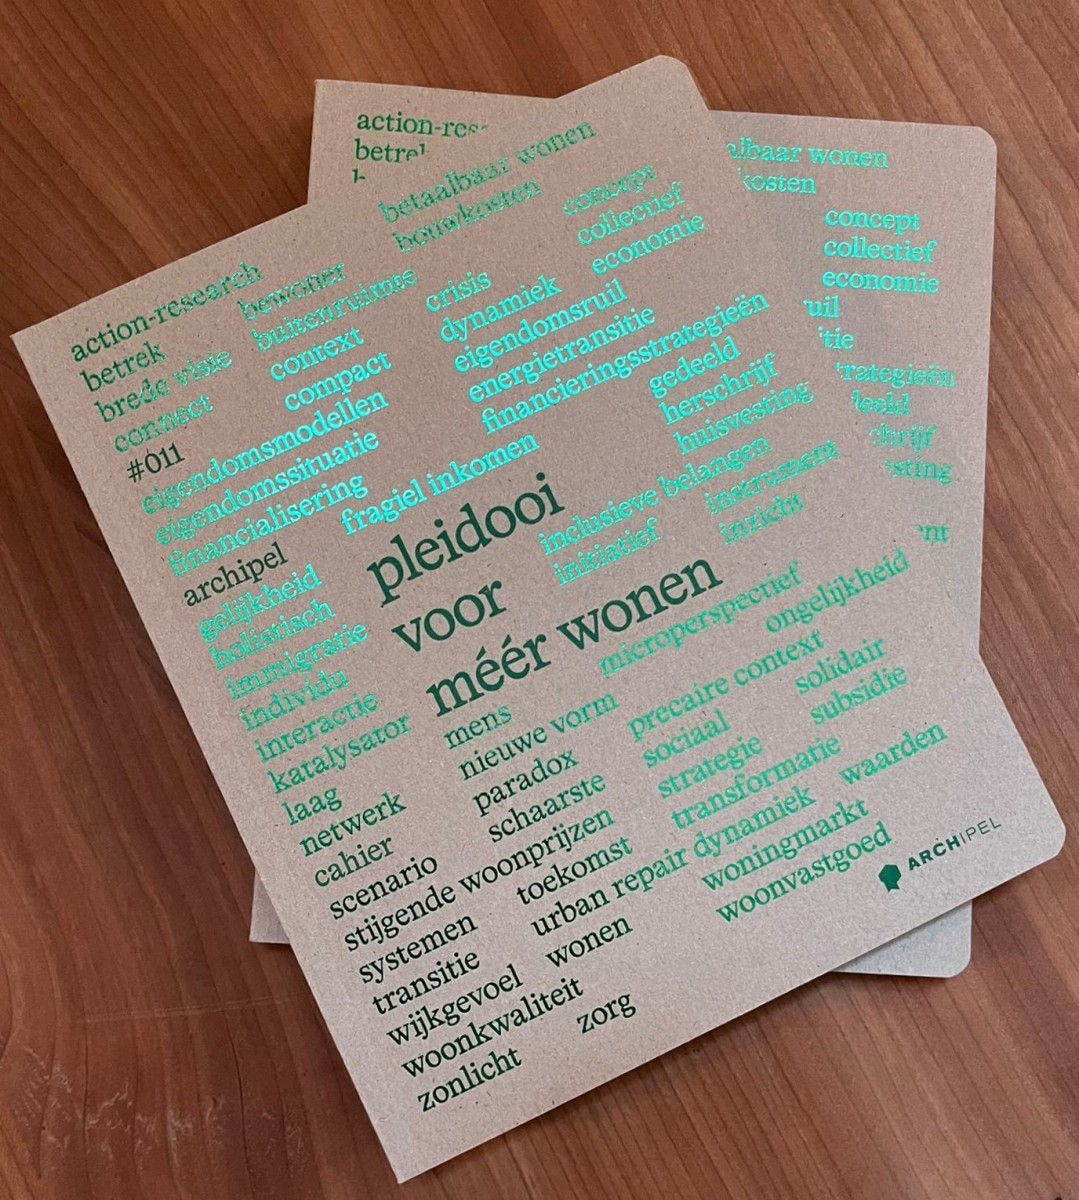 action-research betaalbaar wonen
betrek bewoner bouwkosten
brede visie buitenruimte concept
connect context crisis collectief
#011 compact dynamiek economie
eigendomsmodellen eigendomsruil
eigendomssituatie energietransitie
financialisering financieringsstrategieën
archipel fragiel inkomen gedeeld
gelijkheid herschrijf
holistisch pleidooi huisvesting
immigratie inclusieve belangen
individu voor initiatief instrument
interactie inzicht
katalysator méér wonen
laag mens microperspectief
netwerk nieuwe vorm ongelijkheid
cahier paradox precaire context
scenario schaarste sociaal solidair
stijgende woonprijzen strategie subsidie
systemen toekomst transformatie
transitie urban repair dynamiek waarden
wijkgevoel wonen woningmarkt
woonkwaliteit woonvastgoed
zonlicht zorg
ARCHIPEL
wonen
concept
collectief
economie